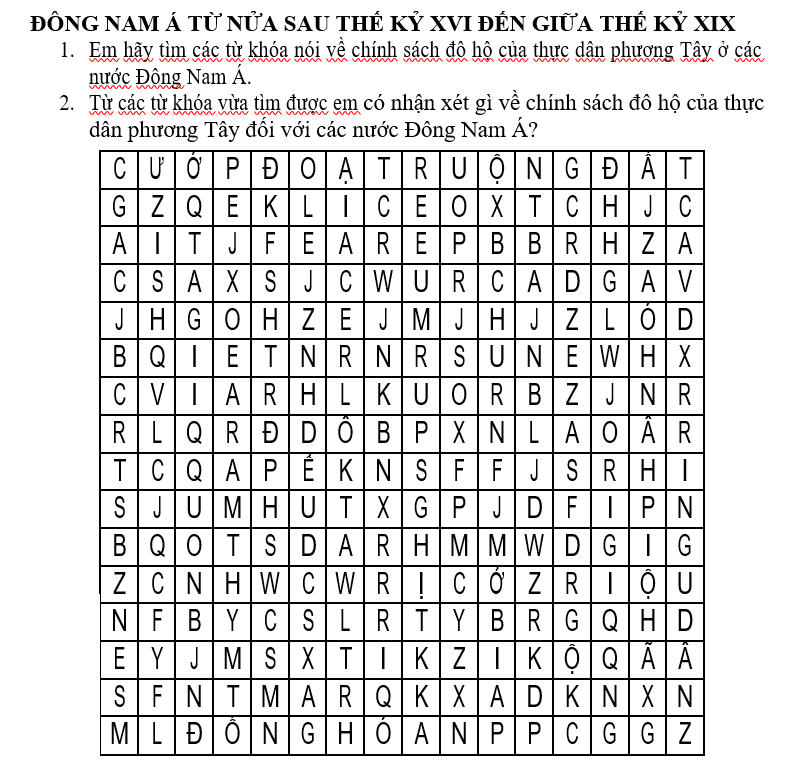 ĐÔNG NAM Á TỪ NỬA SAU THẾ KỶ XVI ĐẾN GIỮA THẾ KỶ XIX
1. Em hãy tìm các từ khóa nói về chính sách đô hộ của thực dân phương Tây ở các
nước Đông Nam Á.
2. Từ các từ khóa vừa tìm được em có nhận xét gì về chính sách đô hộ của thực
dân phương Tây đối với các nước Đông Nam Á?
C Ư Ớ P Đ O Ạ T R U Ộ N G Đ Ấ T
G Z Q E K L I C E O X T C H J C
A I T J F E A R E P B B R H Z A
C S A X S J C W U R C A D G A V
J H G O H Z E J M J H J Z L Ó D
B Q I E T N R N R S U N E W H X
C V I A R H L K U O R B Z J N R
R L Q R Đ D Ô B P X N L A O Â R
T C Q A P Ế K N S F F J S R H I
S J U M H U T X G P J D F I P N
B Q O T S D A R H M M W D G I G
Z C N H W C W R Ị C Ớ Z R I Ộ U
N F B Y C S L R T Y B R G Q H D
E Y J M S X T I K Z I K Ộ Q Ã Â
S F N T M A R Q K X A D K N X N
M L Đ Ồ N G H Ó A N P P C G G Z